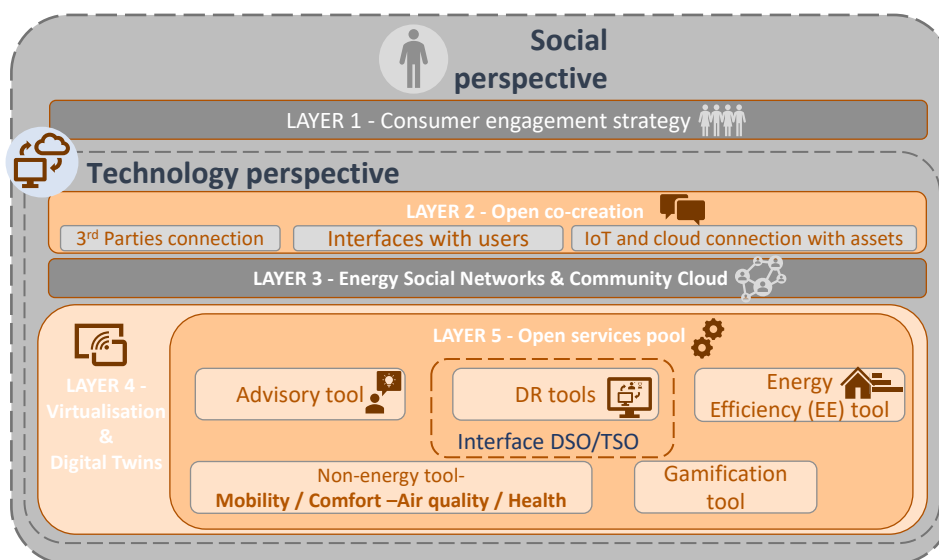 Social
perspective
LAYER 1 - Consumer engagement strategy
Technology perspective
LAYER 2 - Open co-creation
3rd Parties connection
Interfaces with users
IoT and cloud connection with assets
LAYER 3 - Energy Social Networks & Community Cloud
LAYER 4 -
Virtualisation
&
Digital Twins
LAYER 5 - Open services pool
Advisory tool
DR tools
Interface DSO/TSO
Energy
Efficiency (EE) tool
Non-energy tool-
Mobility / Comfort –Air quality / Health
Gamification
tool